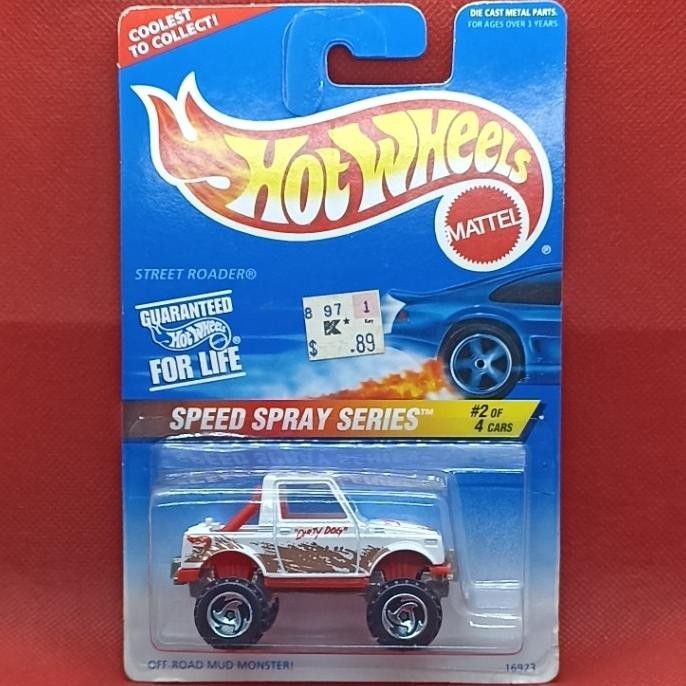 COOLEST
TO COLLECT!
DIE CAST METAL PARTS.
FOR AGES OVER 3 YEARS
HOT WHEELS
MATTEL
®
STREET ROADER®
GUARANTEED
Hot Wheels®
FOR LIFE
8 97 1
K* Key
$ .89
SPEED SPRAY SERIES™
#2 OF
4 CARS
"DIRTY DOG"
OFF ROAD MUD MONSTER!
16923